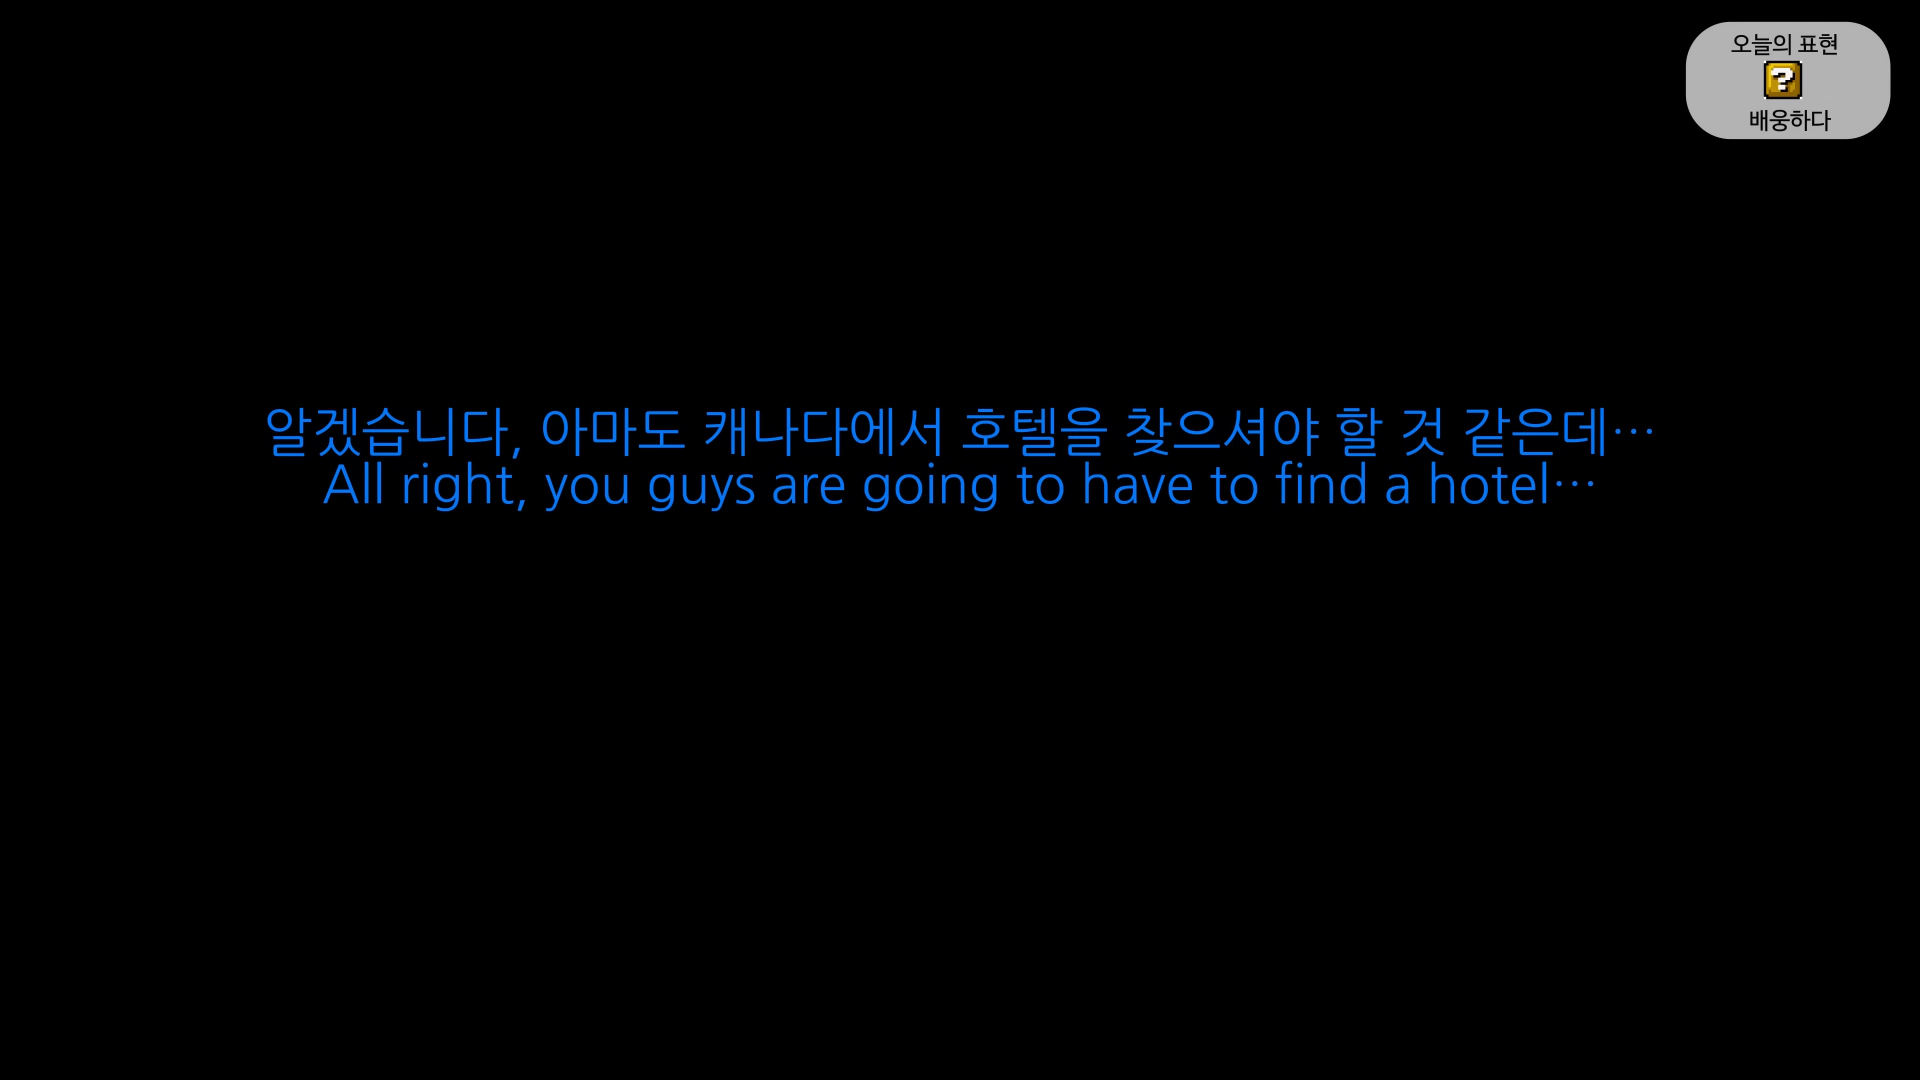 오늘의 표현
?
배웅하다
알겠습니다, 아마도 캐나다에서 호텔을 찾으셔야 할 것 같은데…
All right, you guys are going to have to find a hotel…